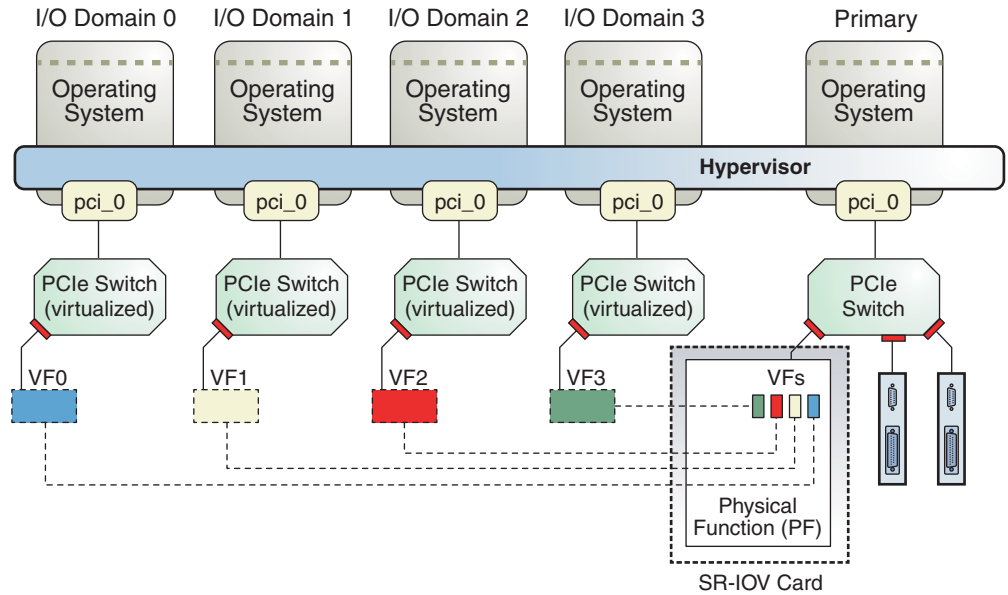 I/O Domain 0
I/O Domain 1
I/O Domain 2
I/O Domain 3
Primary
Operating
System
Operating
System
Operating
System
Operating
System
Operating
System
Hypervisor
pci_0
pci_0
pci_0
pci_0
pci_0
PCIe Switch
(virtualized)
PCIe Switch
(virtualized)
PCIe Switch
(virtualized)
PCIe Switch
(virtualized)
PCIe
Switch
VF0
VF1
VF2
VF3
VFs
Physical
Function (PF)
SR-IOV Card